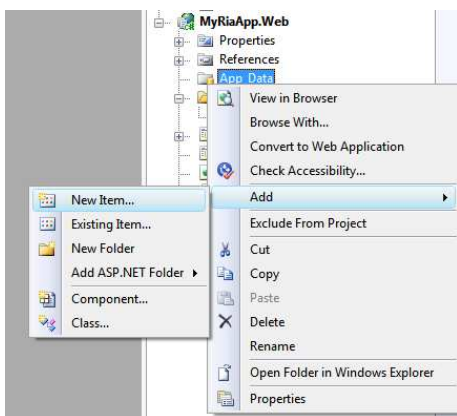 MyRiaApp.Web
Properties
References
App_Data
View in Browser
Browse With...
Convert to Web Application
Check Accessibility...
Add
Exclude From Project
Cut
Copy
Paste
Delete
Rename
Open Folder in Windows Explorer
Properties
New Item...
Existing Item...
New Folder
Add ASP.NET Folder
Component...
Class...